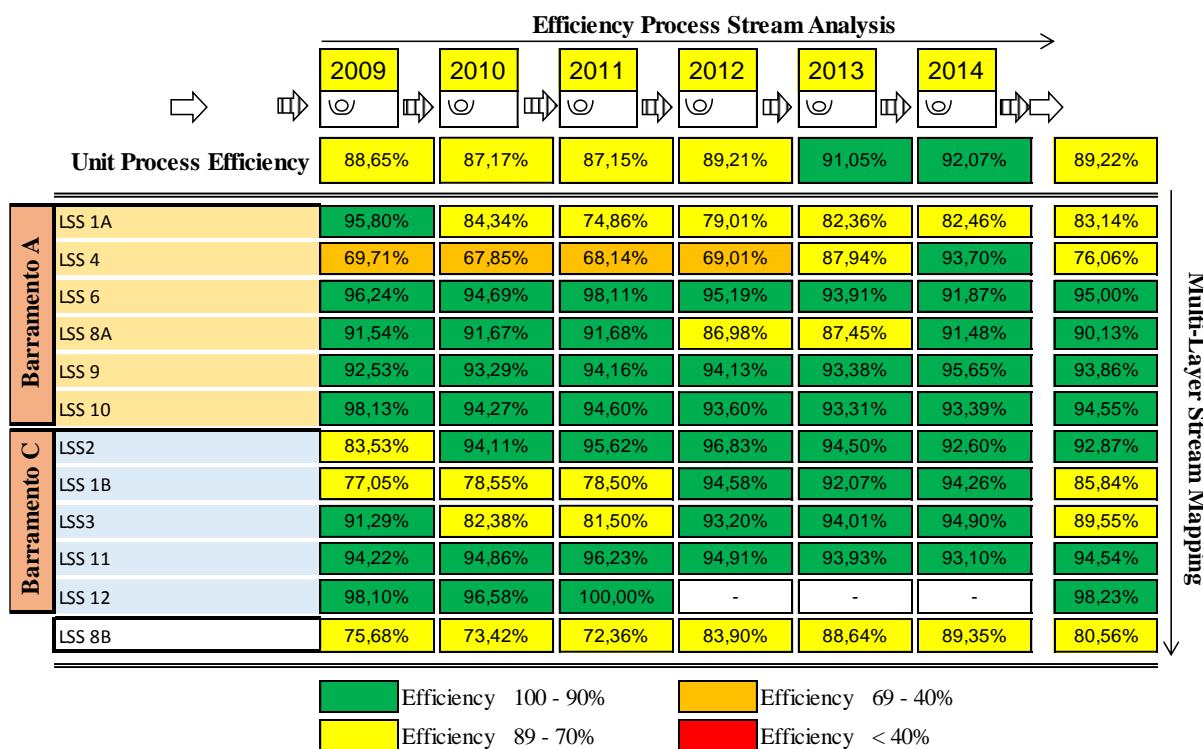 Efficiency Process Stream Analysis
2009 2010 2011 2012 2013 2014
Unit Process Efficiency 88,65% 87,17% 87,15% 89,21% 91,05% 92,07% 89,22%
Barramento A
LSS 1A 95,80% 84,34% 74,86% 79,01% 82,36% 82,46% 83,14%
LSS 4 69,71% 67,85% 68,14% 69,01% 87,94% 93,70% 76,06%
LSS 6 96,24% 94,69% 98,11% 95,19% 93,91% 91,87% 95,00%
LSS 8A 91,54% 91,67% 91,68% 86,98% 87,45% 91,48% 90,13%
LSS 9 92,53% 93,29% 94,16% 94,13% 93,38% 95,65% 93,86%
LSS 10 98,13% 94,27% 94,60% 93,60% 93,31% 93,39% 94,55%
Barramento C
LSS2 83,53% 94,11% 95,62% 96,83% 94,50% 92,60% 92,87%
LSS 1B 77,05% 78,55% 78,50% 94,58% 92,07% 94,26% 85,84%
LSS3 91,29% 82,38% 81,50% 93,20% 94,01% 94,90% 89,55%
LSS 11 94,22% 94,86% 96,23% 94,91% 93,93% 93,10% 94,54%
LSS 12 98,10% 96,58% 100,00% - - - 98,23%
LSS 8B 75,68% 73,42% 72,36% 83,90% 88,64% 89,35% 80,56%
Multi-Layer Stream Mapping
Efficiency 100 - 90% Efficiency 69 - 40%
Efficiency 89 - 70% Efficiency < 40%